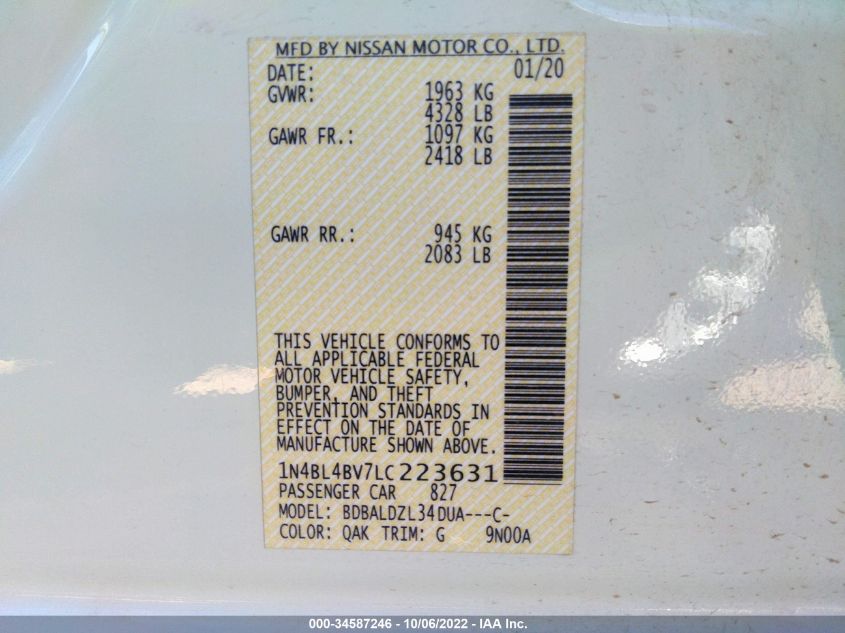 MFD BY NISSAN MOTOR CO., LTD.
DATE: 01/20
GVWR: 1963 KG
4328 LB
GAWR FR.: 1097 KG
2418 LB
GAWR RR.: 945 KG
2083 LB
THIS VEHICLE CONFORMS TO
ALL APPLICABLE FEDERAL
MOTOR VEHICLE SAFETY,
BUMPER, AND THEFT
PREVENTION STANDARDS IN
EFFECT ON THE DATE OF
MANUFACTURE SHOWN ABOVE.
1N4BL4BV7LC223631
PASSENGER CAR 827
MODEL: BDBALDZL34DUA---C-
COLOR: QAK TRIM: G 9N00A
000-34587246 - 10/06/2022 - IAA Inc.